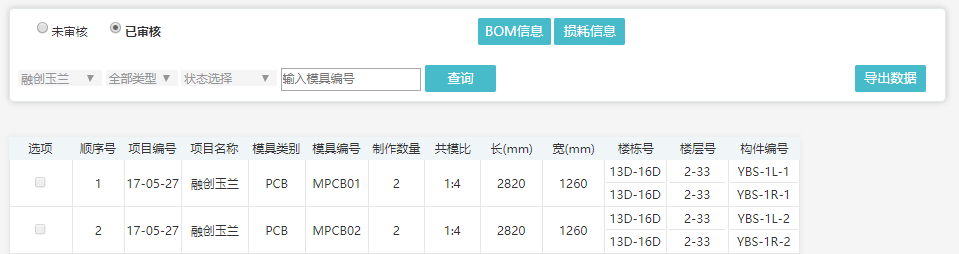 未审核 已审核 BOM信息 损耗信息
融创玉兰 ▼ 全部类型 ▼ 状态选择 ▼ 输入模具编号 查询 导出数据
选项 顺序号 项目编号 项目名称 模具类别 模具编号 制作数量 共模比 长(mm) 宽(mm) 楼栋号 楼层号 构件编号
1 17-05-27 融创玉兰 PCB MPCB01 2 1:4 2820 1260 13D-16D 2-33 YBS-1L-1
13D-16D 2-33 YBS-1R-1
2 17-05-27 融创玉兰 PCB MPCB02 2 1:4 2820 1260 13D-16D 2-33 YBS-1L-2
13D-16D 2-33 YBS-1R-2